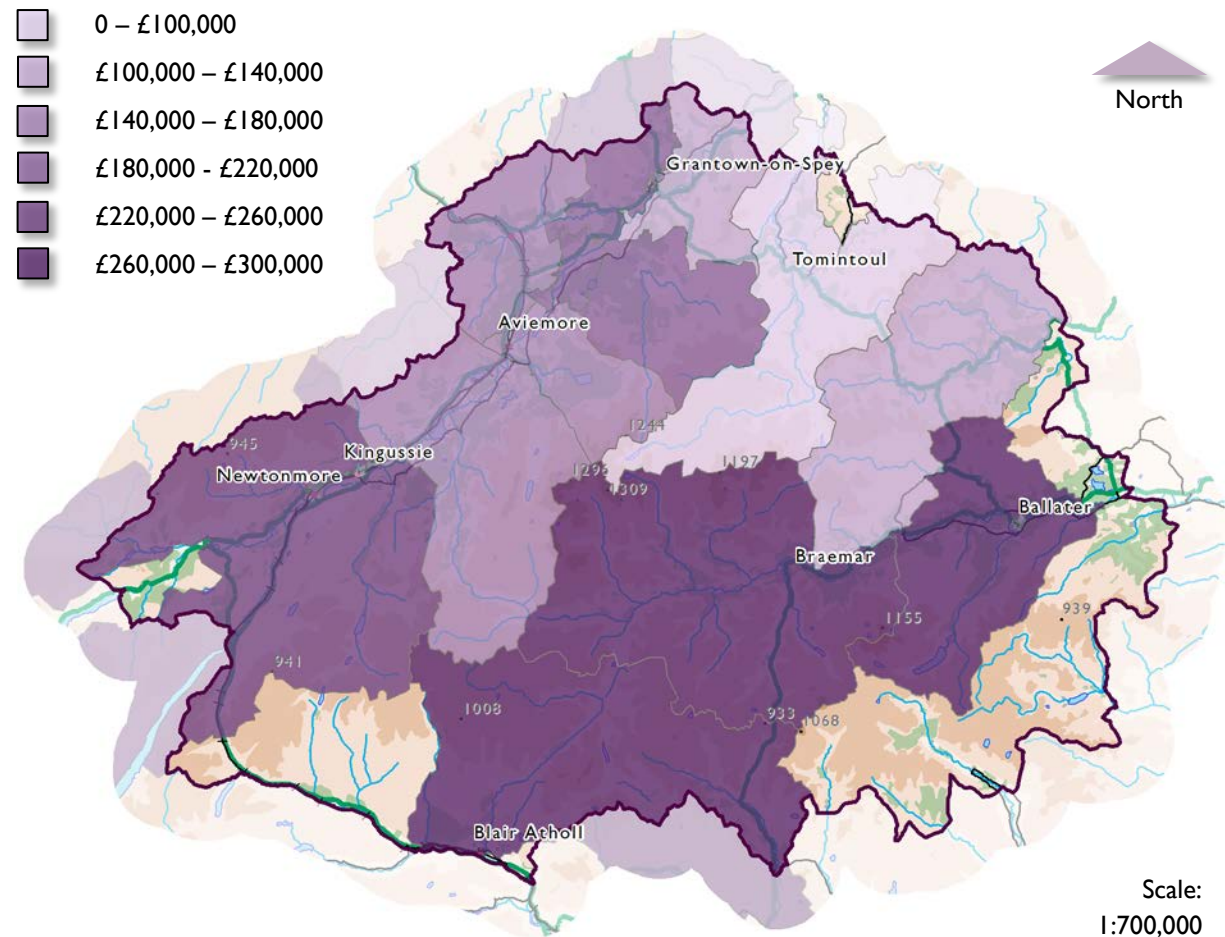 0 – £100,000
£100,000 – £140,000
£140,000 – £180,000
£180,000 - £220,000
£220,000 – £260,000
£260,000 – £300,000
North
Grantown-on-Spey
Tomintoul
Aviemore
1244
945
Kingussie
Newtonmore
1296
1197
1309
Ballater
Braemar
939
1155
941
1008
933
1068
Blair Atholl
Scale:
1:700,000